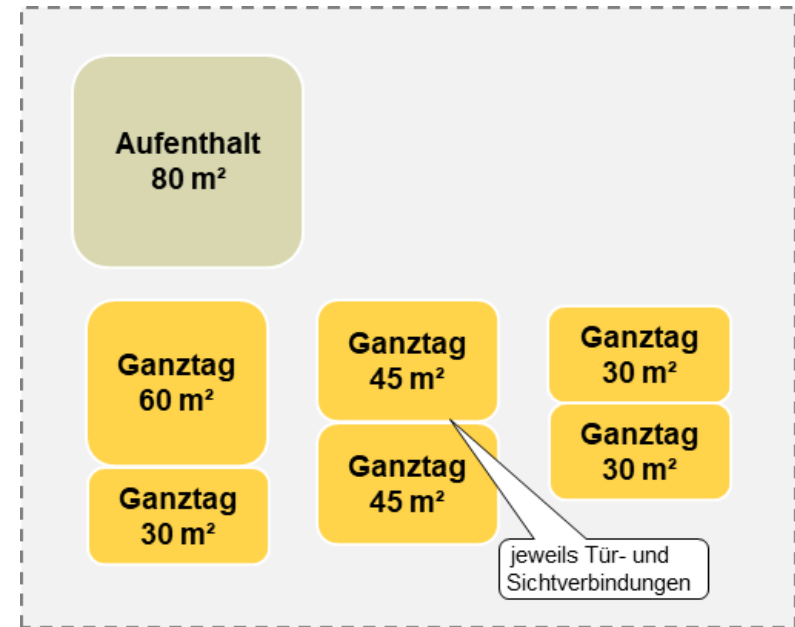 Aufenthalt
80 m²
Ganztag
60 m²
Ganztag
30 m²
Ganztag
45 m²
Ganztag
45 m²
Ganztag
30 m²
Ganztag
30 m²
jeweils Tür- und
Sichtverbindungen